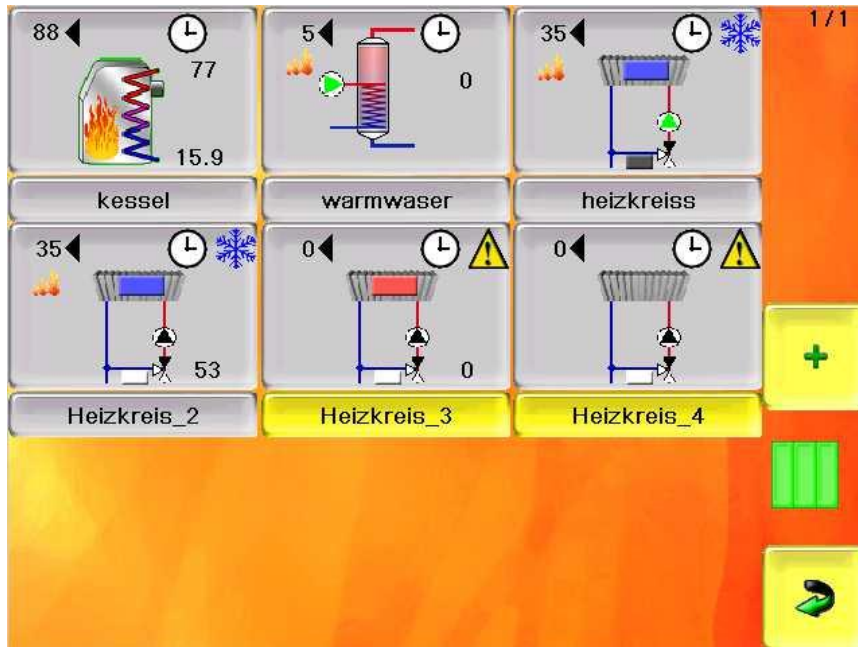 1 / 1
88
77
15.9
kessel
5
0
warmwaser
35
heizkreiss
35
53
Heizkreis_2
0
0
Heizkreis_3
0
Heizkreis_4